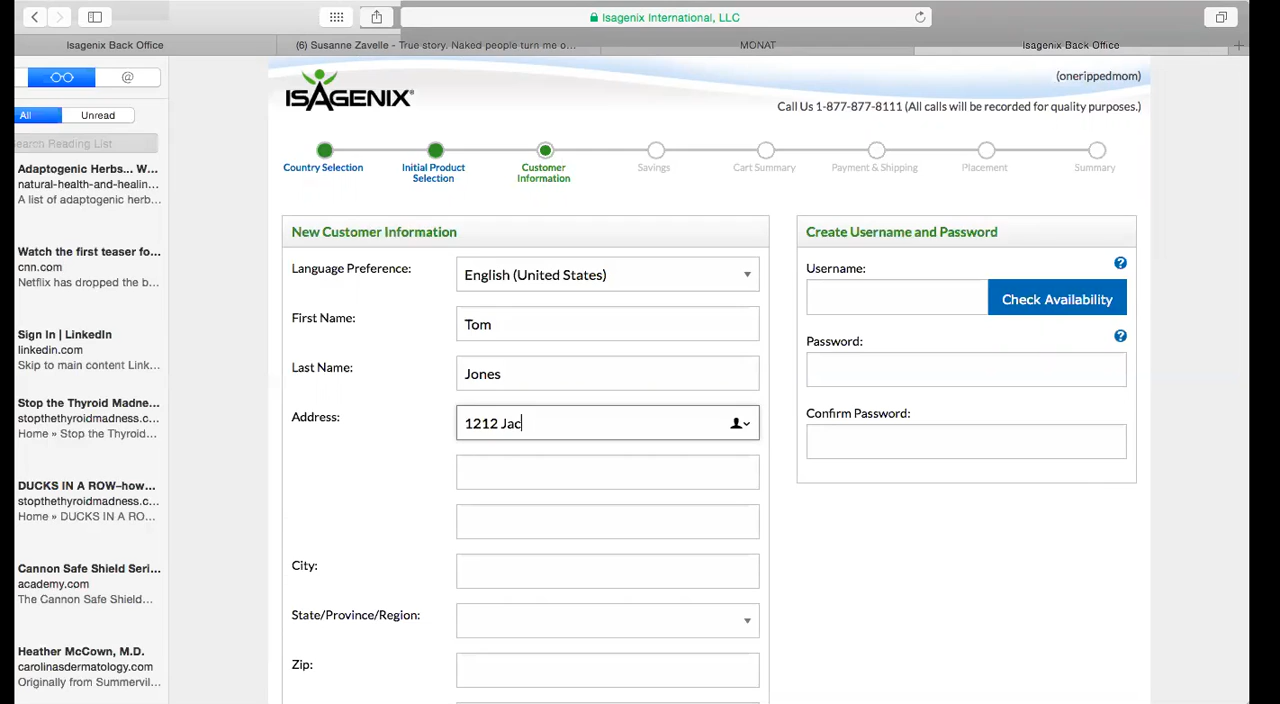 Isagenix International, LLC
Isagenix Back Office
(6) Susanne Zavelle - True story. Naked people turn me o...
MONAT
Isagenix Back Office
@
All
Unread
earch Reading List
Adaptogenic Herbs... W...
natural-health-and-healin...
A list of adaptogenic herb...
Watch the first teaser fo...
cnn.com
Netflix has dropped the b...
Sign In | LinkedIn
linkedin.com
Skip to main content Link...
Stop the Thyroid Madne...
stopthethyroidmadness.c...
Home » Stop the Thyroid...
DUCKS IN A ROW–how...
stopthethyroidmadness.c...
Home » DUCKS IN A RO...
Cannon Safe Shield Seri...
academy.com
The Cannon Safe Shield...
Heather McCown, M.D.
carolinasdermatology.com
Originally from Summervil...
ISAGENIX®
(onerippedmom)
Call Us 1-877-877-8111 (All calls will be recorded for quality purposes.)
Country Selection
Initial Product
Selection
Customer
Information
Savings
Cart Summary
Payment & Shipping
Placement
Summary
New Customer Information
Language Preference:
English (United States)
First Name:
Tom
Last Name:
Jones
Address:
1212 Jac
City:
State/Province/Region:
Zip:
Create Username and Password
Username:
?
Check Availability
Password:
?
Confirm Password: